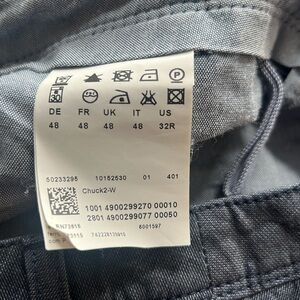 DE FR UK IT US
48 48 48 48 32R
50233295 10152530 01 401
Chuck2-W
1001 4900299270 00010
2801 4900299077 00050
RN73615
6001597